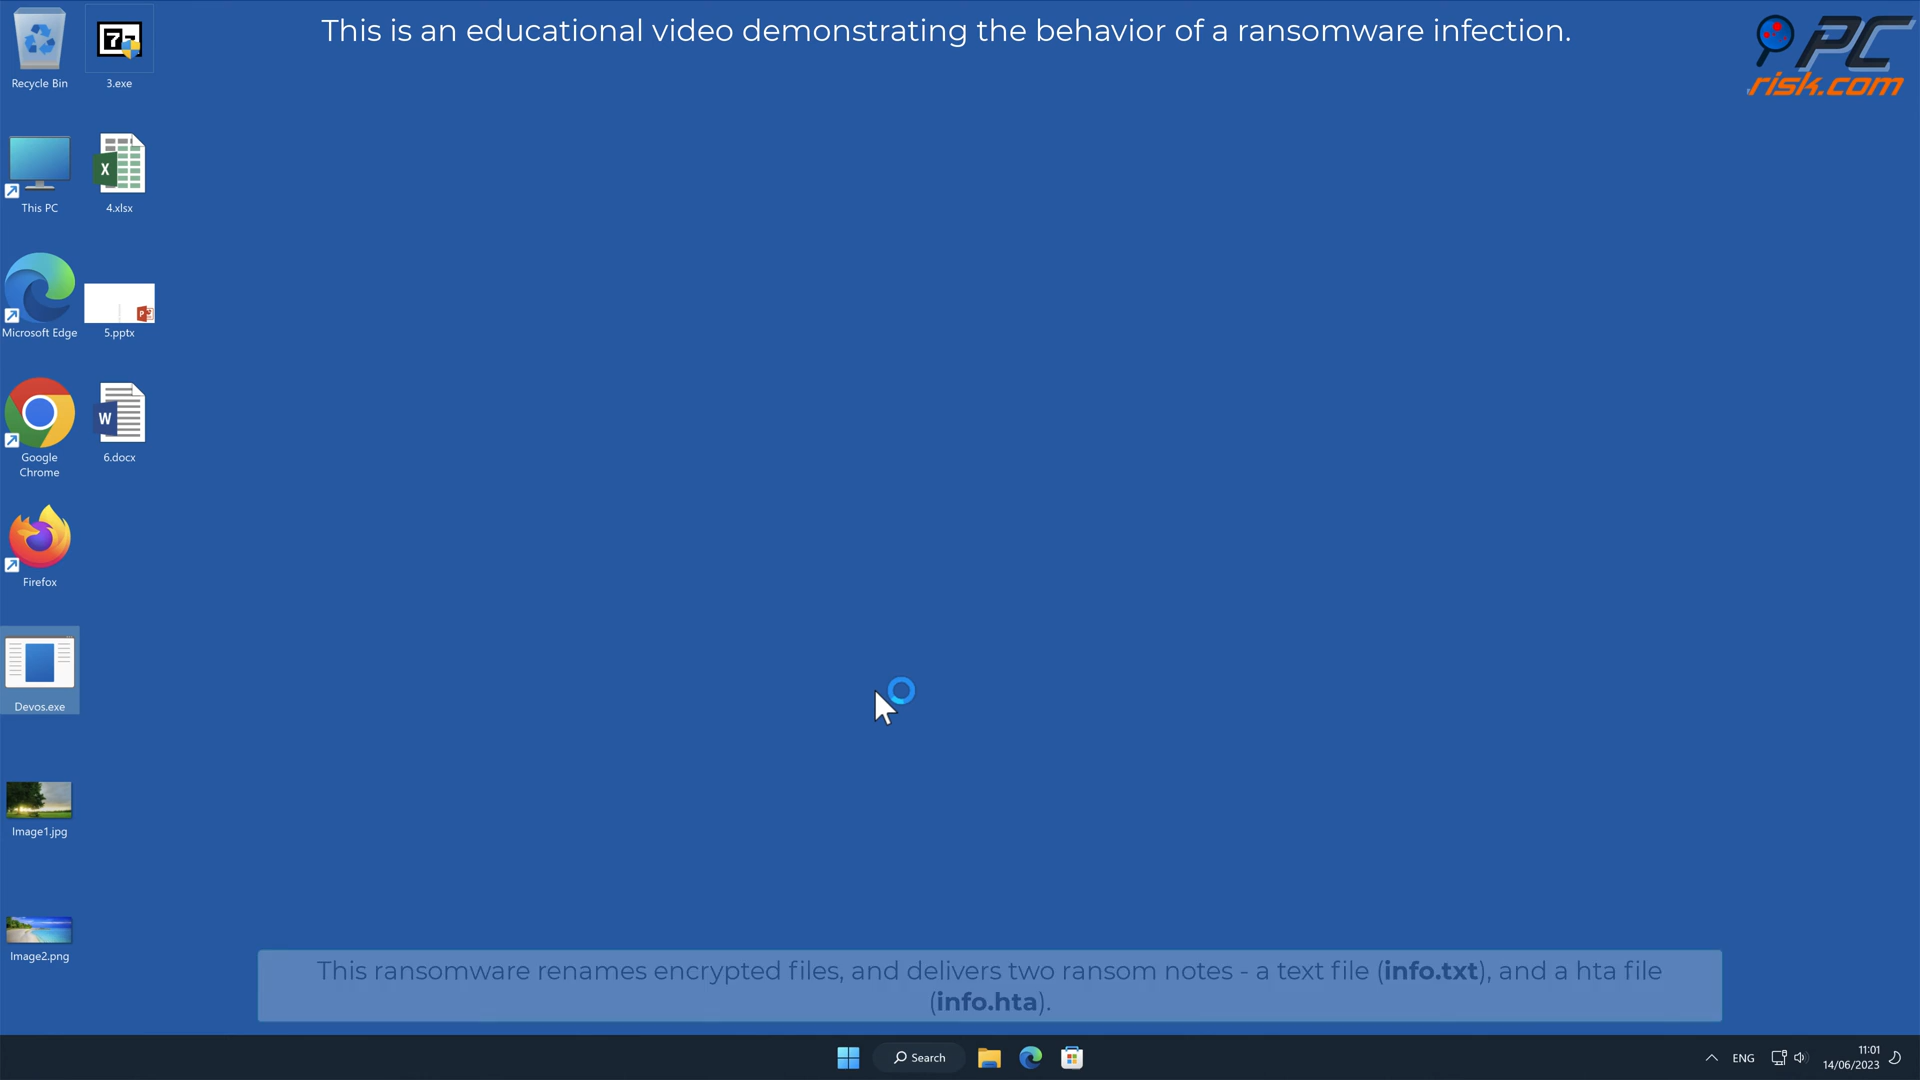 This is an educational video demonstrating the behavior of a ransomware infection.
PC
risk.com
Recycle Bin
3.exe
This PC
4.xlsx
Microsoft Edge
5.pptx
Google
Chrome
6.docx
Firefox
Devos.exe
Image1.jpg
Image2.png
This ransomware renames encrypted files, and delivers two ransom notes - a text file (info.txt), and a hta file
(info.hta).
Search
ENG
11:01
14/06/2023